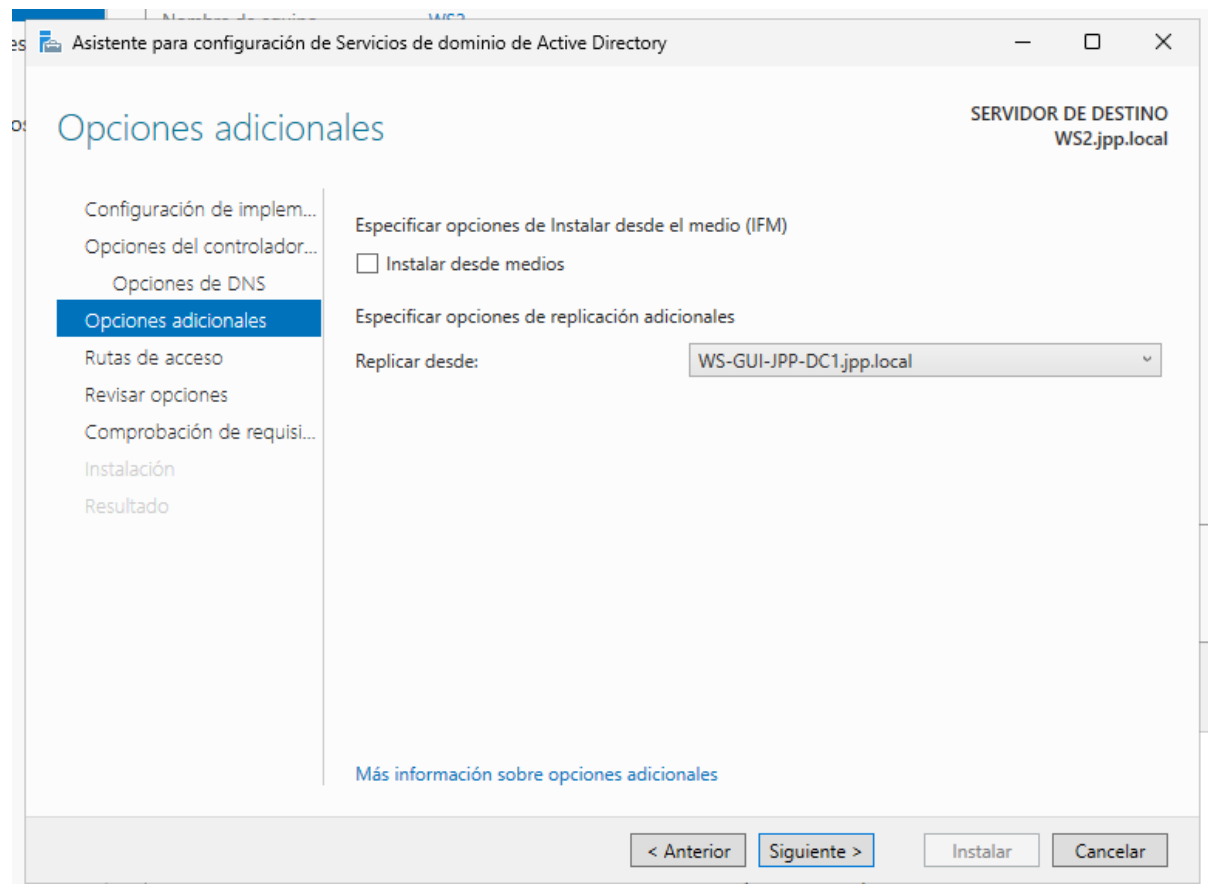 WS2
Asistente para configuración de Servicios de dominio de Active Directory
Opciones adicionales
SERVIDOR DE DESTINO
WS2.jpp.local
Configuración de implem...
Opciones del controlador...
Opciones de DNS
Opciones adicionales
Rutas de acceso
Revisar opciones
Comprobación de requisi...
Instalación
Resultado
Especificar opciones de Instalar desde el medio (IFM)
Instalar desde medios
Especificar opciones de replicación adicionales
Replicar desde: WS-GUI-JPP-DC1.jpp.local
Más información sobre opciones adicionales
< Anterior Siguiente > Instalar Cancelar